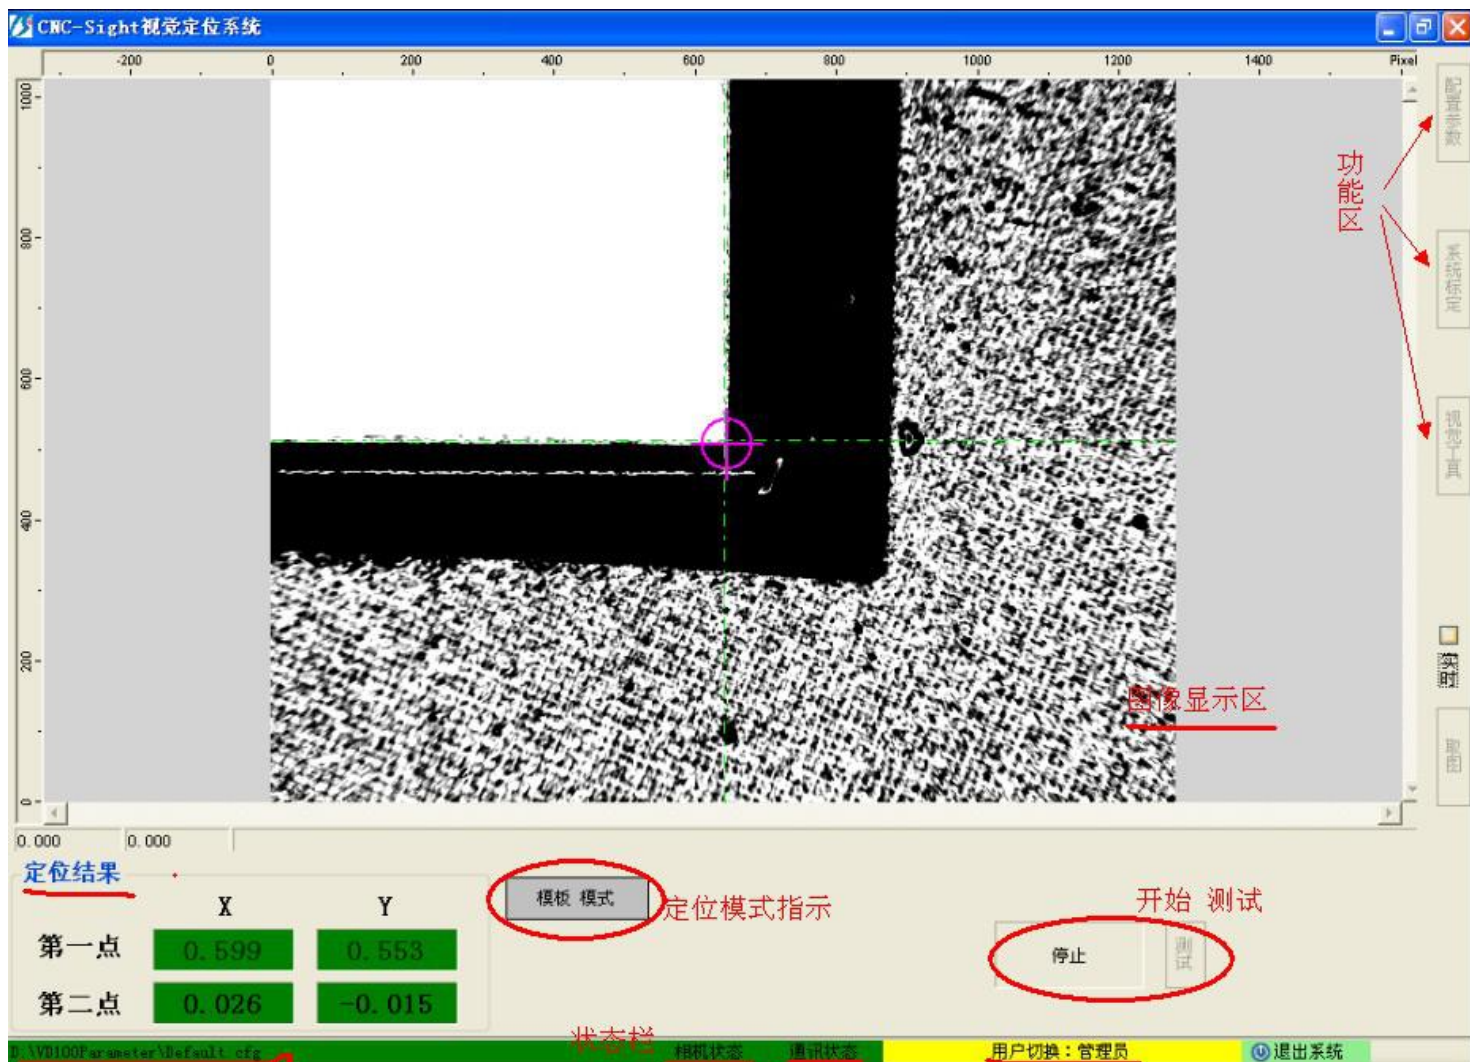 CNC-Sight视觉定位系统
-200 0 200 400 600 800 1000 1200 1400 Pixel
1000
800
600
400
200
0
配置参数
功能区
系统标定
视觉工具
实时
图像显示区
取图
0.000 0.000
定位结果
X Y
第一点 0.599 0.553
第二点 0.026 -0.015
模板 模式
定位模式指示
开始 测试
停止
测试
状态栏
D:\VD100Parameter\Default.cfg 相机状态 通讯状态 用户切换：管理员 退出系统